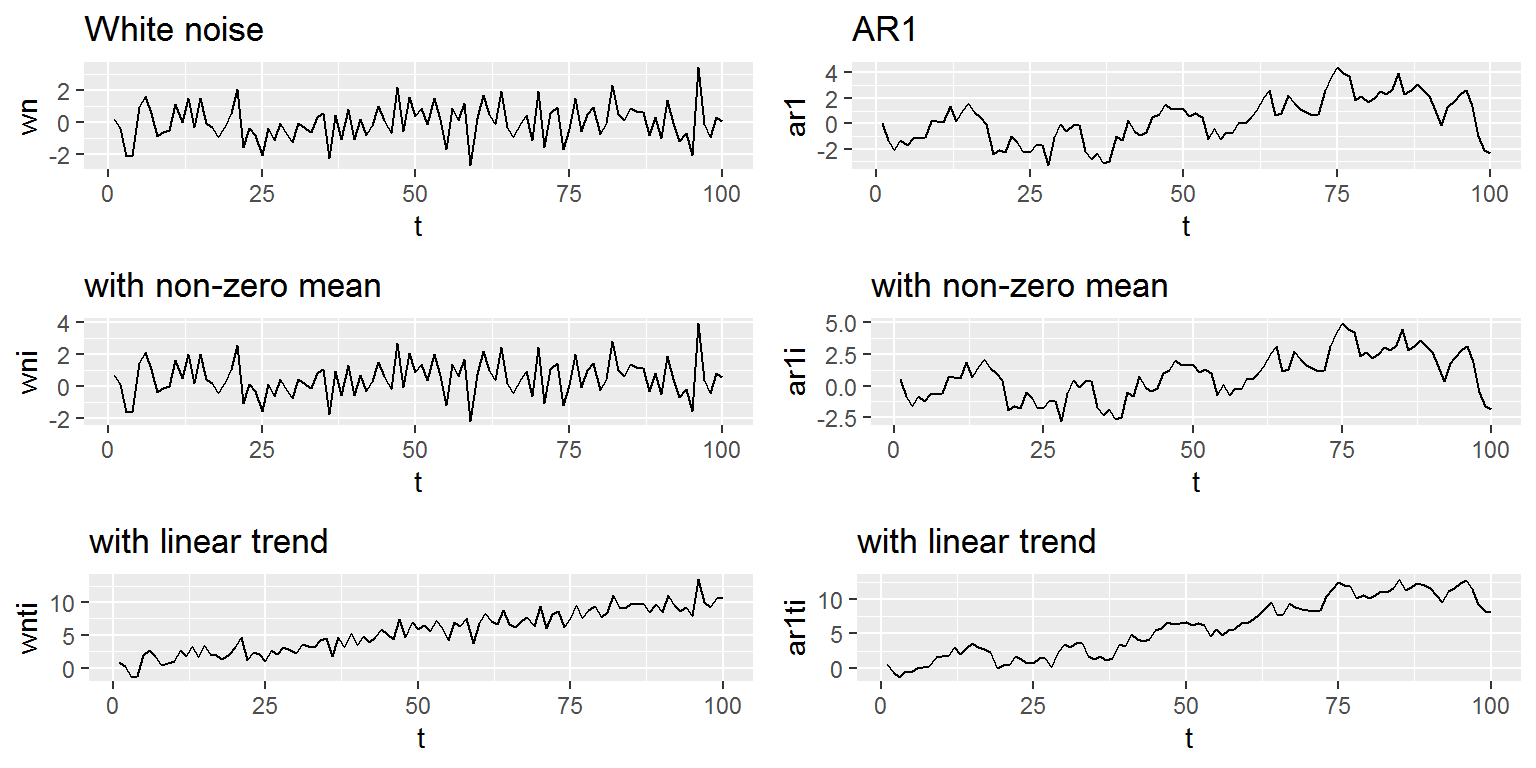 White noise
wn
2
0
-2
0 25 50 75 100
t
AR1
ar1
4
2
0
-2
0 25 50 75 100
t
with non-zero mean
wni
4
2
0
-2
0 25 50 75 100
t
with non-zero mean
ar1i
5.0
2.5
0.0
-2.5
0 25 50 75 100
t
with linear trend
wnti
10
5
0
0 25 50 75 100
t
with linear trend
ar1ti
10
5
0
0 25 50 75 100
t